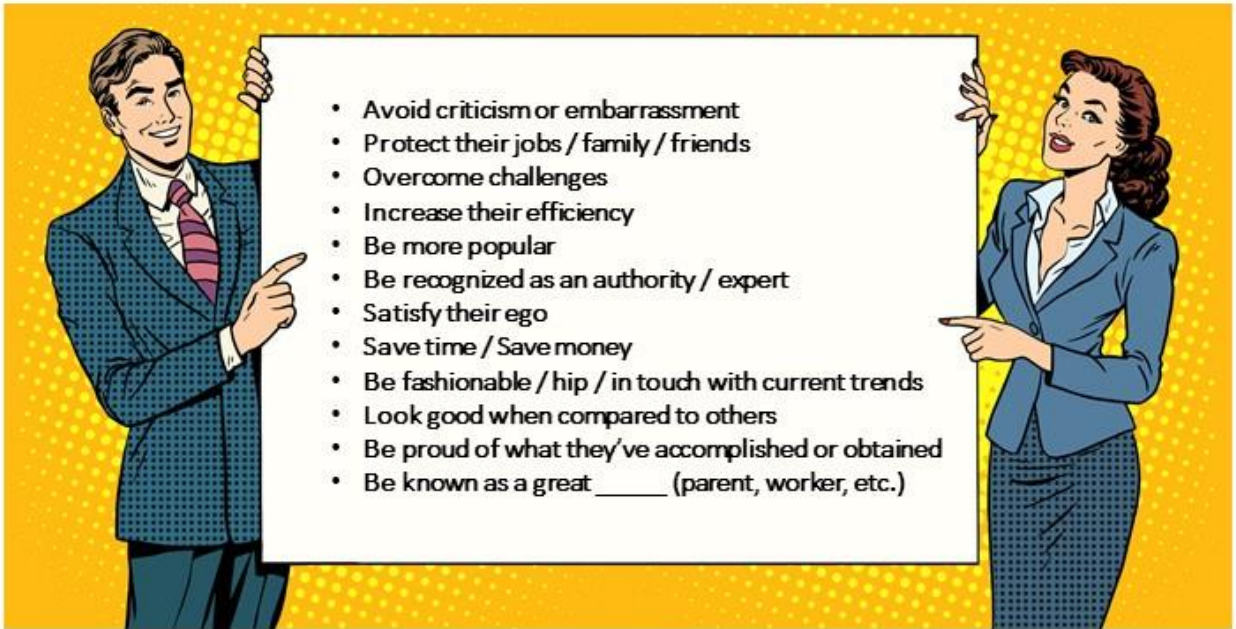 • Avoid criticism or embarrassment
• Protect their jobs / family / friends
• Overcome challenges
• Increase their efficiency
• Be more popular
• Be recognized as an authority / expert
• Satisfy their ego
• Save time / Save money
• Be fashionable / hip / in touch with current trends
• Look good when compared to others
• Be proud of what they've accomplished or obtained
• Be known as a great _____ (parent, worker, etc.)